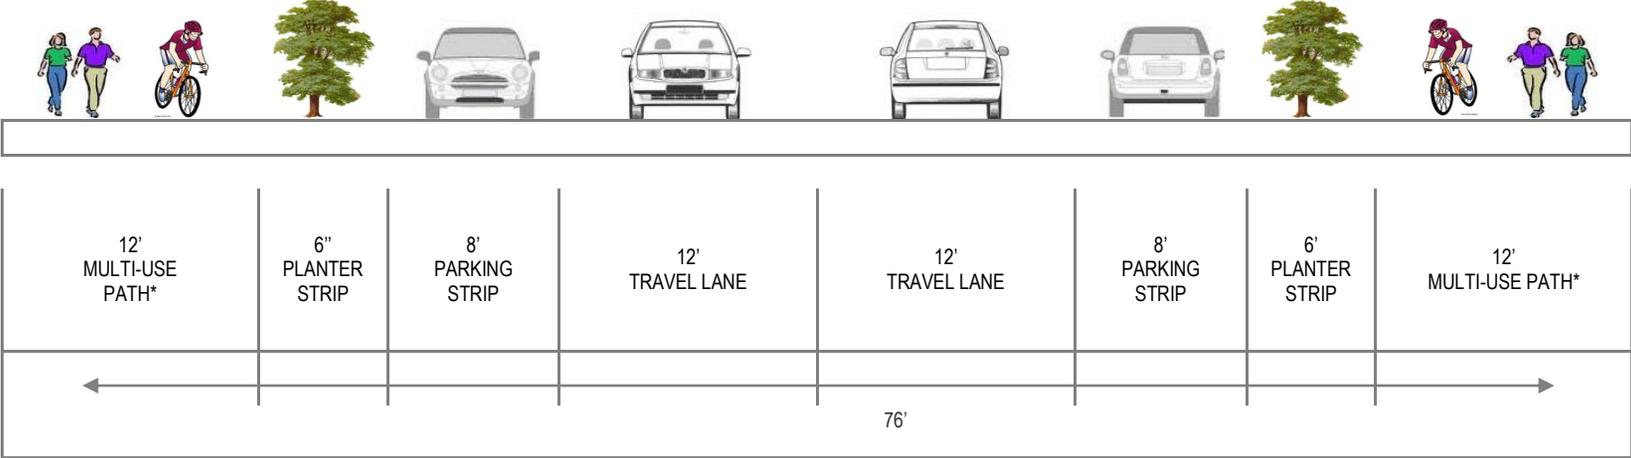 12’
MULTI-USE
PATH*
6’’
PLANTER
STRIP
8’
PARKING
STRIP
12’
TRAVEL LANE
12’
TRAVEL LANE
8’
PARKING
STRIP
6’
PLANTER
STRIP
12’
MULTI-USE PATH*
76’